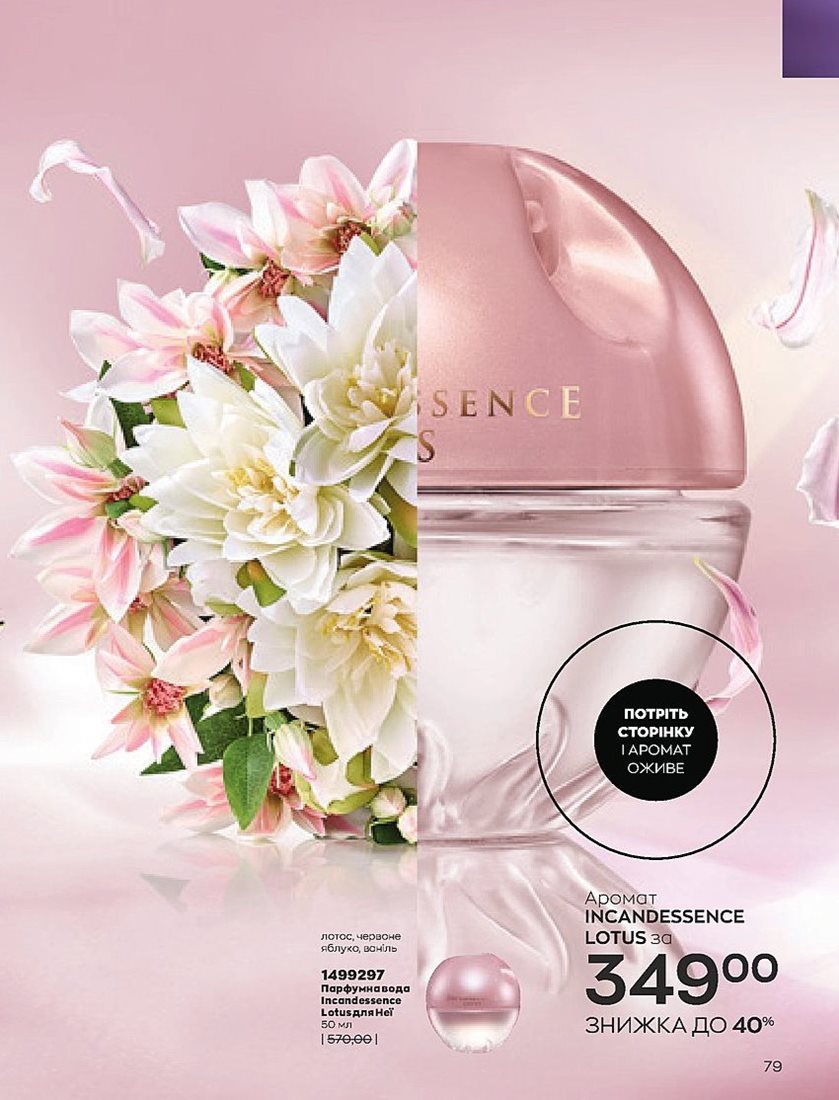 SSENCE
S
ПОТРІТЬ
СТОРІНКУ
І АРОМАТ
ОЖИВЕ
Аромат
INCANDESSENCE
LOTUS за
349⁰⁰
ЗНИЖКА ДО 40%
лотос, червоне
яблуко, ваніль
1499297
Парфумна вода
Incandessence
Lotus для Неї
50 мл
| 570,00 |
79